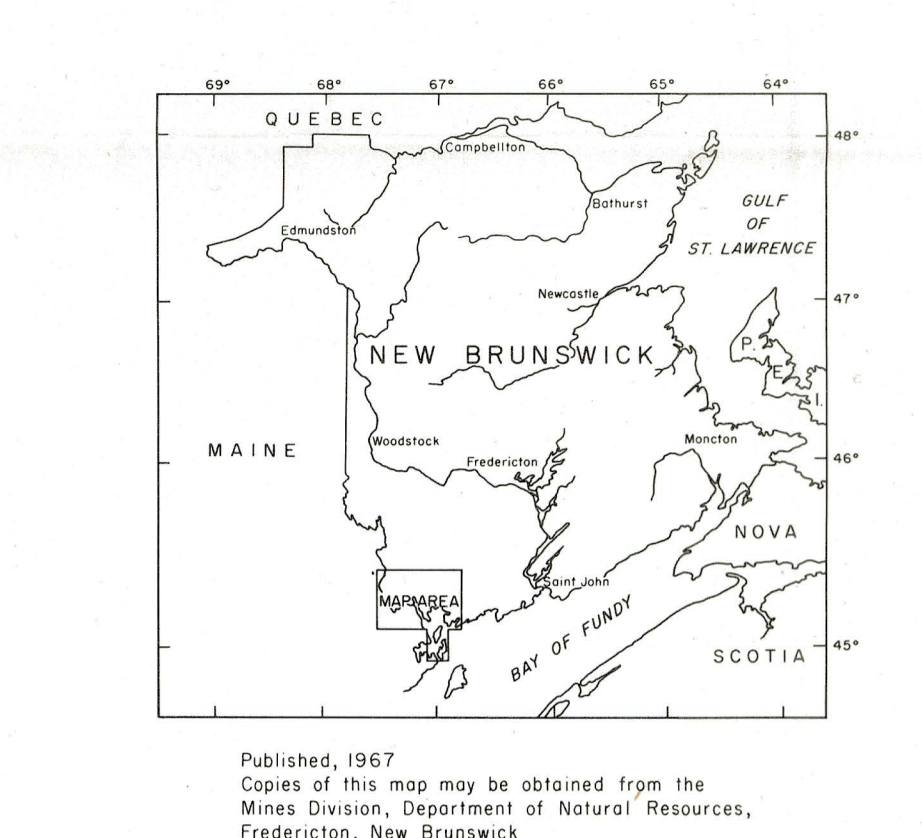 69° 68° 67° 66° 65° 64°
QUEBEC
48°
Campbellton
Bathurst
GULF
OF
ST. LAWRENCE
Edmundston
Newcastle
47°
P.
NEW BRUNSWICK
E.
I.
Woodstock
Moncton
MAINE
Fredericton
46°
NOVA
Saint John
MAP AREA
BAY OF FUNDY
45°
SCOTIA
Published, 1967
Copies of this map may be obtained from the
Mines Division, Department of Natural Resources,
Fredericton, New Brunswick